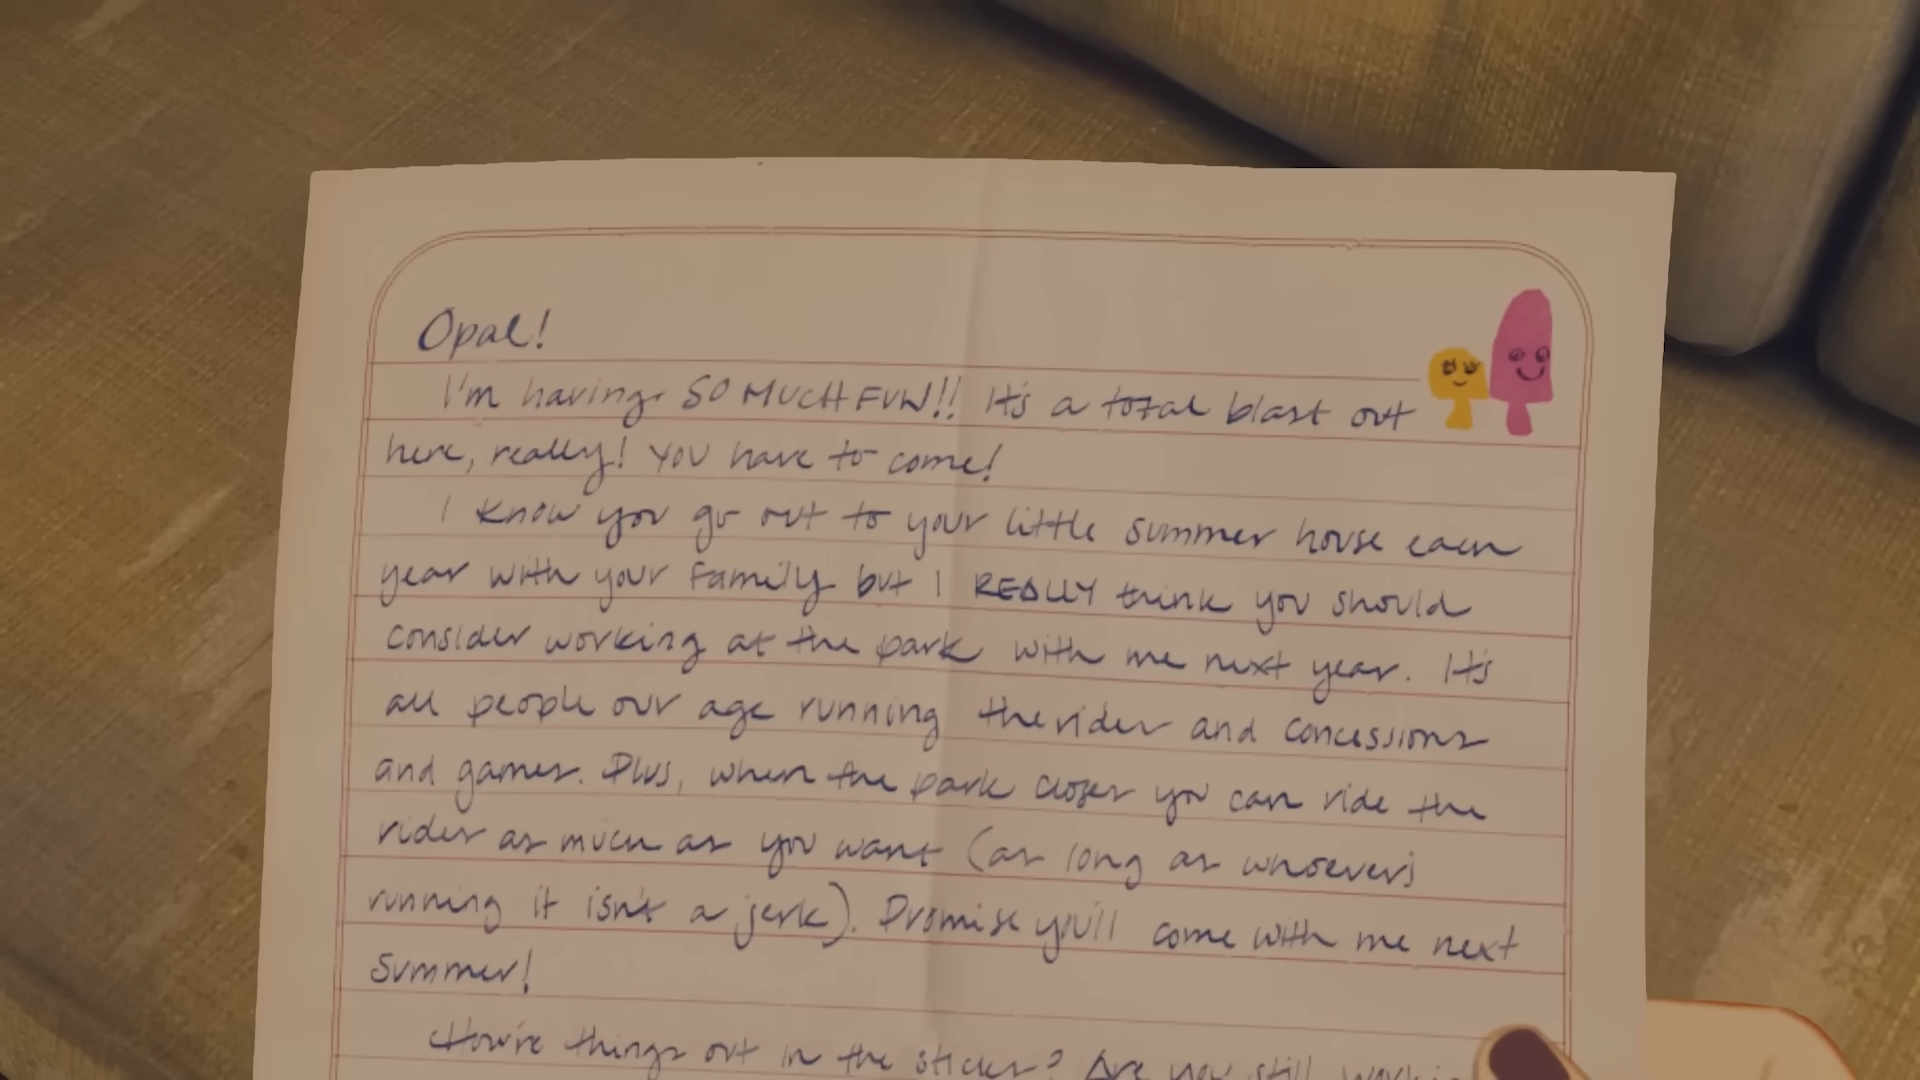 Opal!
I'm having SO MUCH FUN!! It's a total blast out
here, really! You have to come!
I know you go out to your little summer house each
year with your family but I REALLY think you should
consider working at the park with me next year. It's
all people our age running the rides and concessions
and games. Plus, when the park closes you can ride the
rides as much as you want (as long as whoever's
running it isn't a jerk). Promise you'll come with me next
summer!
How're things out in the sticks? Are you still